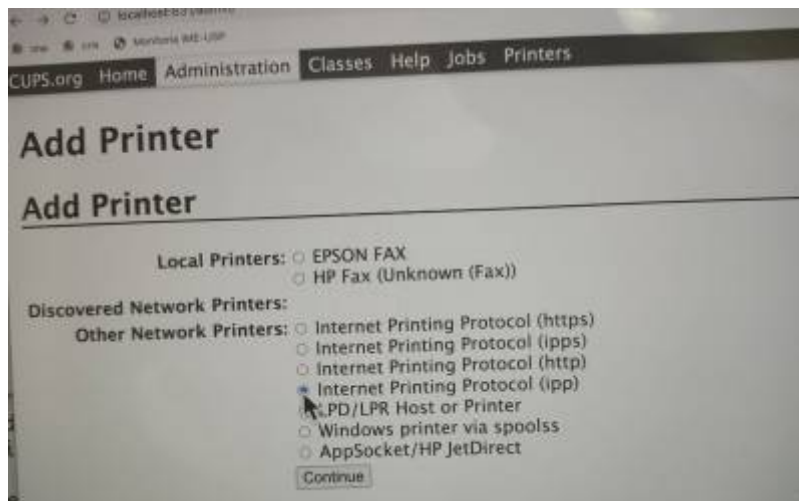 CUPS.org Home Administration Classes Help Jobs Printers
Add Printer
Add Printer
Local Printers: EPSON FAX
HP Fax (Unknown (Fax))
Discovered Network Printers:
Other Network Printers: Internet Printing Protocol (https)
Internet Printing Protocol (ipps)
Internet Printing Protocol (http)
Internet Printing Protocol (ipp)
LPD/LPR Host or Printer
Windows printer via spoolss
AppSocket/HP JetDirect
Continue